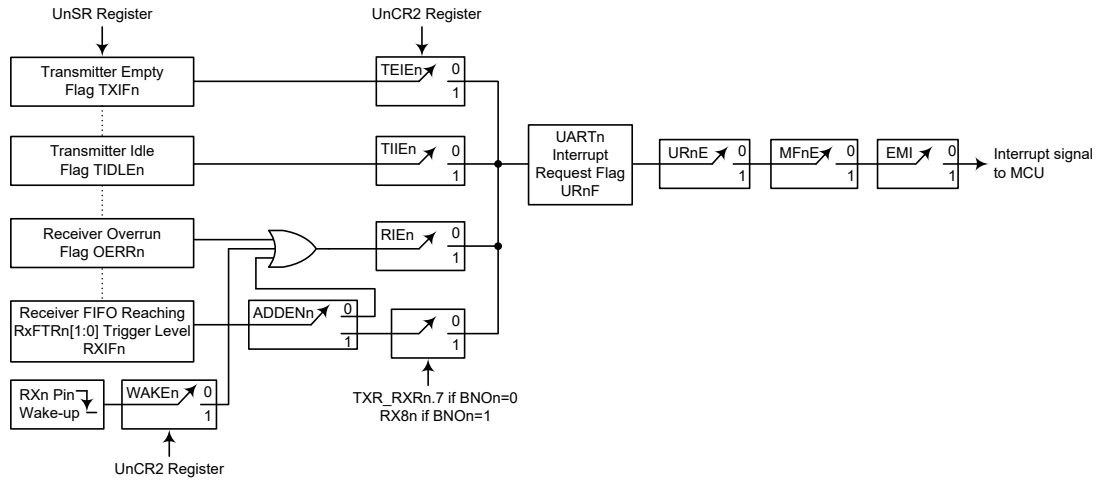 UnSR Register
UnCR2 Register
Transmitter Empty
Flag TXIFn
TEIEn
0
1
Transmitter Idle
Flag TIDLEn
TIIEn
0
1
UARTn
Interrupt
Request Flag
URnF
URnE
0
1
MFnE
0
1
EMI
0
1
Interrupt signal
to MCU
Receiver Overrun
Flag OERRn
RIEn
0
1
Receiver FIFO Reaching
RxFTRn[1:0] Trigger Level
RXIFn
ADDENn
0
1
0
1
RXn Pin
Wake-up
WAKEn
0
1
TXR_RXRn.7 if BNOn=0
RX8n if BNOn=1
UnCR2 Register